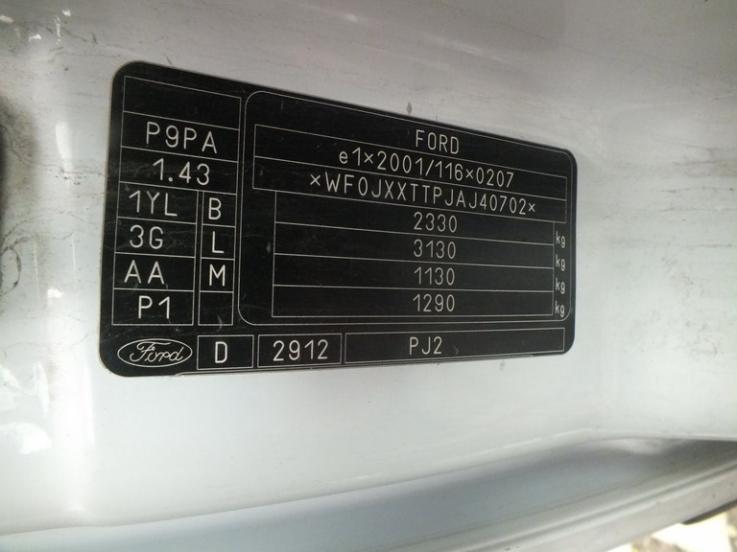 FORD
e1×2001/116×0207
×WF0JXXTTPJAJ40702×
2330 kg
3130 kg
1130 kg
1290 kg
P9PA
1.43
1YL B
3G L
AA M
P1
Ford D 2912 PJ2